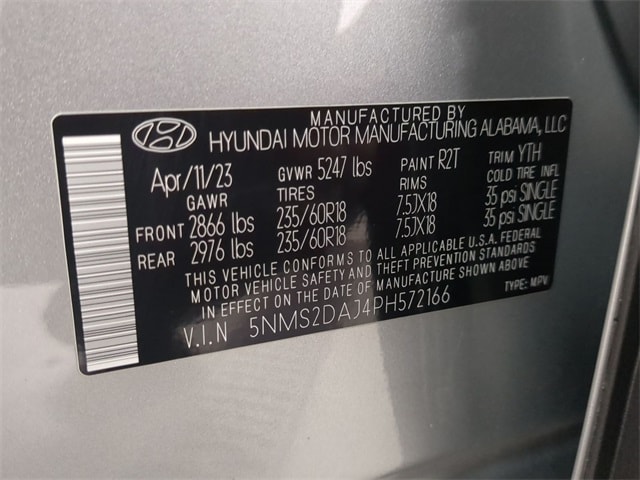 MANUFACTURED BY
HYUNDAI MOTOR MANUFACTURING ALABAMA, LLC
Apr/11/23 GVWR 5247 lbs PAINT R2T TRIM YTH
GAWR TIRES RIMS COLD TIRE INFL
FRONT 2866 lbs 235/60R18 7.5JX18 35 psi SINGLE
REAR 2976 lbs 235/60R18 7.5JX18 35 psi SINGLE
THIS VEHICLE CONFORMS TO ALL APPLICABLE U.S.A. FEDERAL
MOTOR VEHICLE SAFETY AND THEFT PREVENTION STANDARDS
IN EFFECT ON THE DATE OF MANUFACTURE SHOWN ABOVE
V.I.N 5NMS2DAJ4PH572166 TYPE: MPV